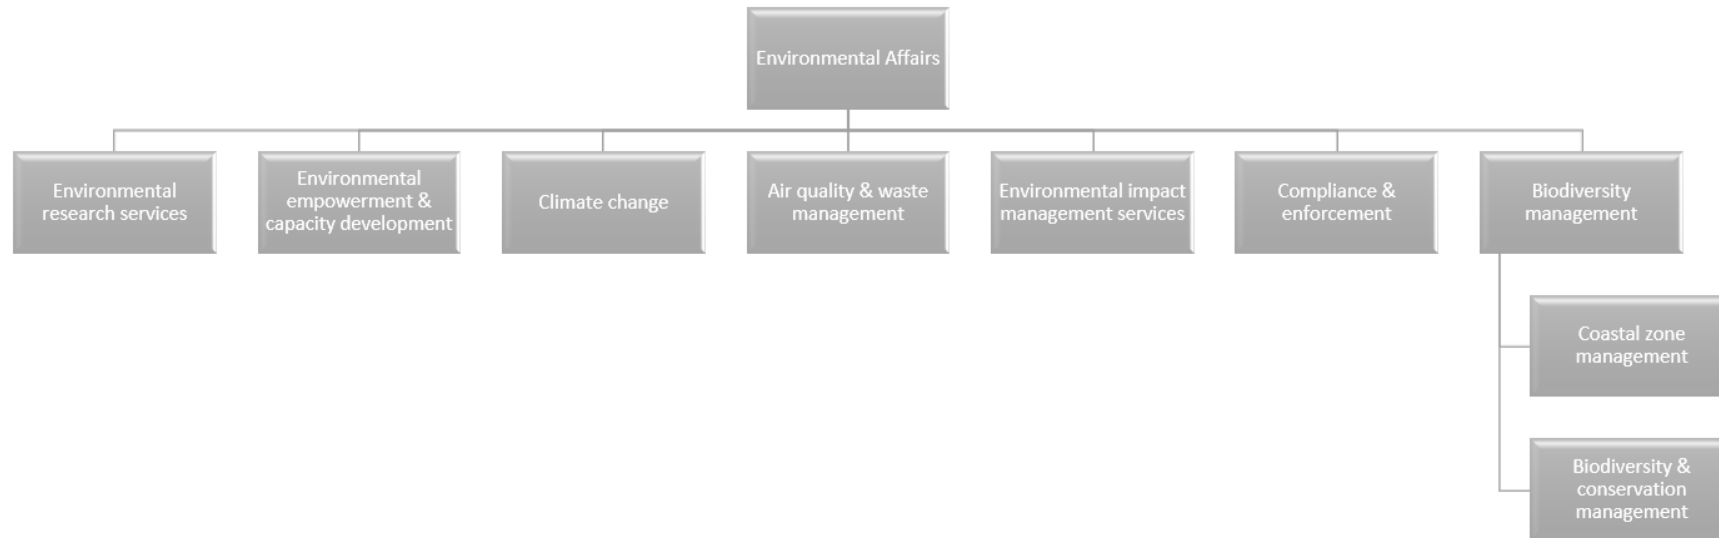 Environmental Affairs
Environmental
research services
Environmental
empowerment &
capacity development
Climate change
Air quality & waste
management
Environmental impact
management services
Compliance &
enforcement
Biodiversity
management
Coastal zone
management
Biodiversity &
conservation
management